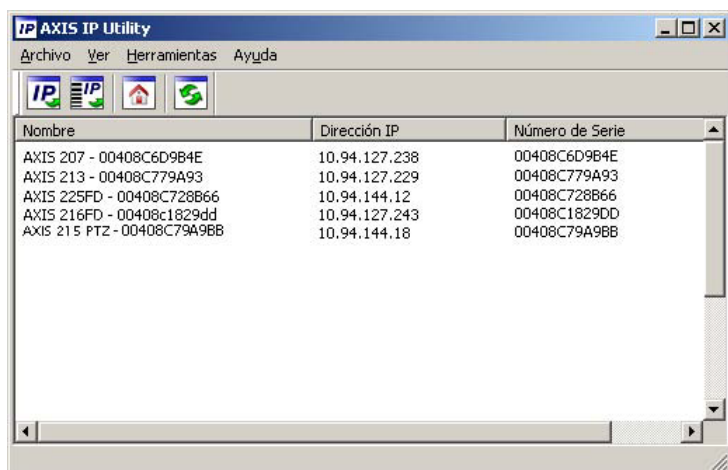 IP AXIS IP Utility
Archivo Ver Herramientas Ayuda
IP IP
Nombre Dirección IP Número de Serie
AXIS 207 - 00408C6D9B4E 10.94.127.238 00408C6D9B4E
AXIS 213 - 00408C779A93 10.94.127.229 00408C779A93
AXIS 225FD - 00408C728B66 10.94.144.12 00408C728B66
AXIS 216FD - 00408c1829dd 10.94.127.243 00408C1829DD
AXIS 215 PTZ - 00408C79A9BB 10.94.144.18 00408C79A9BB